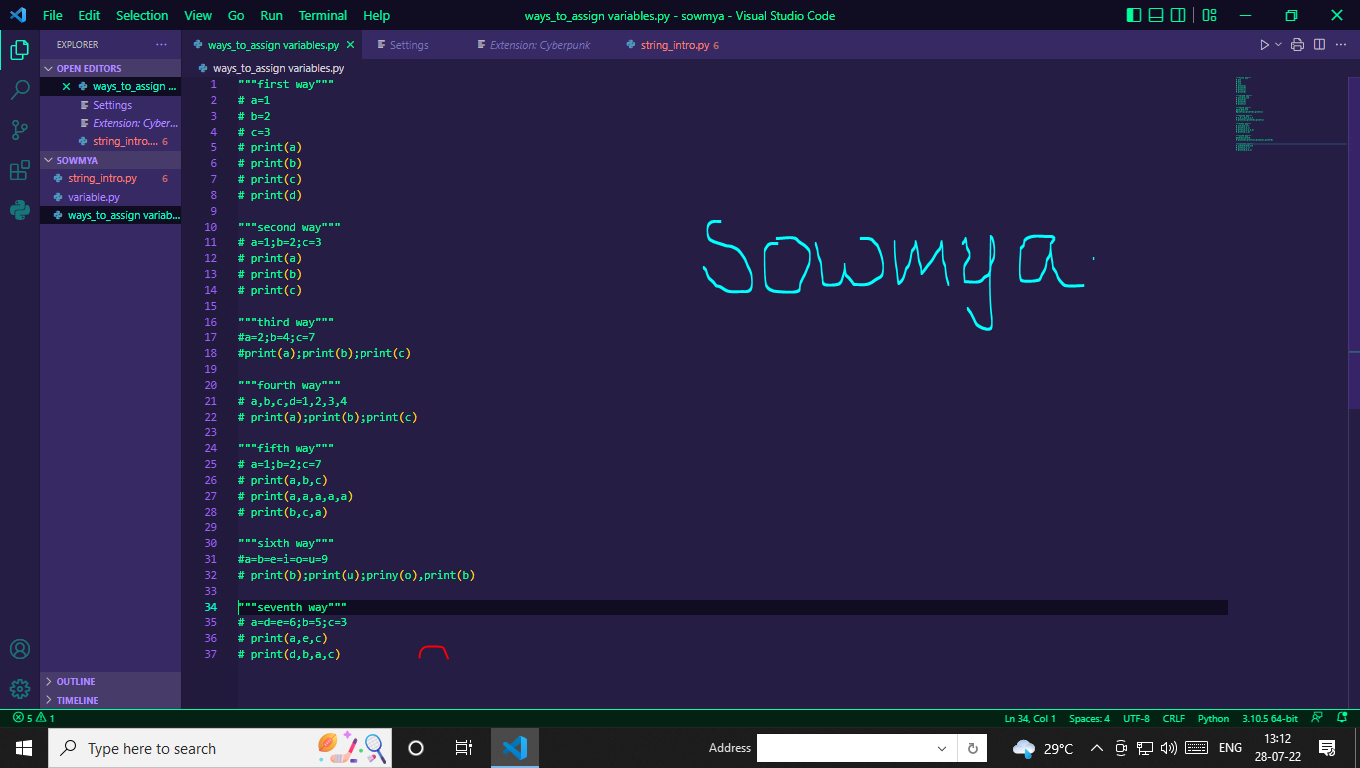 File Edit Selection View Go Run Terminal Help
ways_to_assign variables.py - sowmya - Visual Studio Code
EXPLORER
OPEN EDITORS
ways_to_assign ...
Settings
Extension: Cyber...
string_intro.... 6
SOWMYA
string_intro.py 6
variable.py
ways_to_assign variab...
OUTLINE
TIMELINE
ways_to_assign variables.py
Settings
Extension: Cyberpunk
string_intro.py 6
ways_to_assign variables.py
1 """first way"""
2 # a=1
3 # b=2
4 # c=3
5 # print(a)
6 # print(b)
7 # print(c)
8 # print(d)
9
10 """second way"""
11 # a=1;b=2;c=3
12 # print(a)
13 # print(b)
14 # print(c)
15
16 """third way"""
17 #a=2;b=4;c=7
18 #print(a);print(b);print(c)
19
20 """fourth way"""
21 # a,b,c,d=1,2,3,4
22 # print(a);print(b);print(c)
23
24 """fifth way"""
25 # a=1;b=2;c=7
26 # print(a,b,c)
27 # print(a,a,a,a,a)
28 # print(b,c,a)
29
30 """sixth way"""
31 #a=b=e=i=o=u=9
32 # print(b);print(u);priny(o),print(b)
33
34 """seventh way"""
35 # a=d=e=6;b=5;c=3
36 # print(a,e,c)
37 # print(d,b,a,c)
Sowmya
5 1
Ln 34, Col 1 Spaces: 4 UTF-8 CRLF Python 3.10.5 64-bit
Type here to search
Address
29°C
ENG
13:12
28-07-22